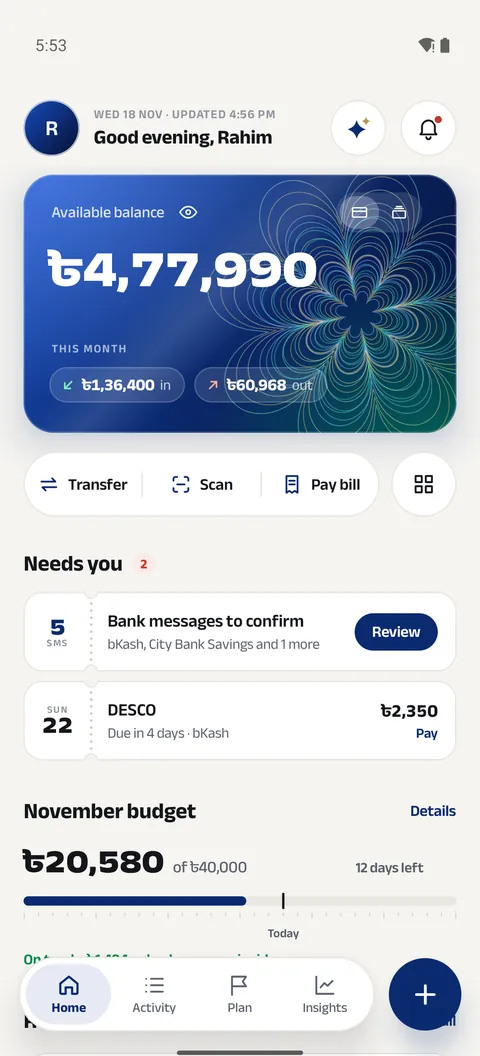 5:53
R
WED 18 NOV · UPDATED 4:56 PM
Good evening, Rahim
Available balance
৳4,77,990
THIS MONTH
৳1,36,400 in
৳60,968 out
Transfer
Scan
Pay bill
Needs you 2
5
SMS
Bank messages to confirm
bKash, City Bank Savings and 1 more
Review
SUN
22
DESCO
Due in 4 days · bKash
৳2,350
Pay
November budget
Details
৳20,580 of ৳40,000
12 days left
Today
Home
Activity
Plan
Insights